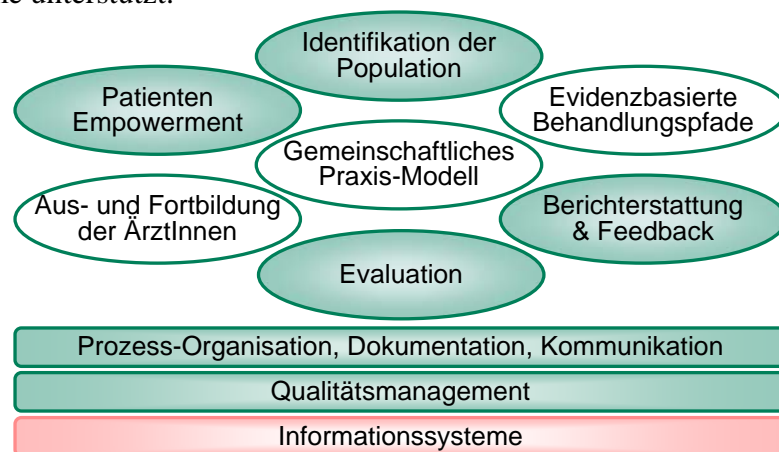 unterstützt.
Identifikation der
Population
Patienten
Empowerment
Evidenzbasierte
Behandlungspfade
Gemeinschaftliches
Praxis-Modell
Aus- und Fortbildung
der ÄrztInnen
Berichterstattung
& Feedback
Evaluation
Prozess-Organisation, Dokumentation, Kommunikation
Qualitätsmanagement
Informationssysteme